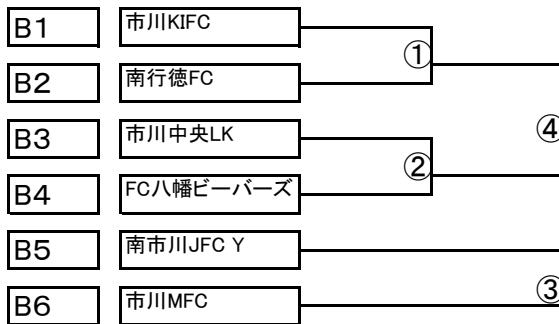 B1 市川KIFC
①
B2 南行徳FC
B3 市川中央LK
④
②
B4 FC八幡ビーバーズ
B5 南市川JFC Y
③
B6 市川MFC